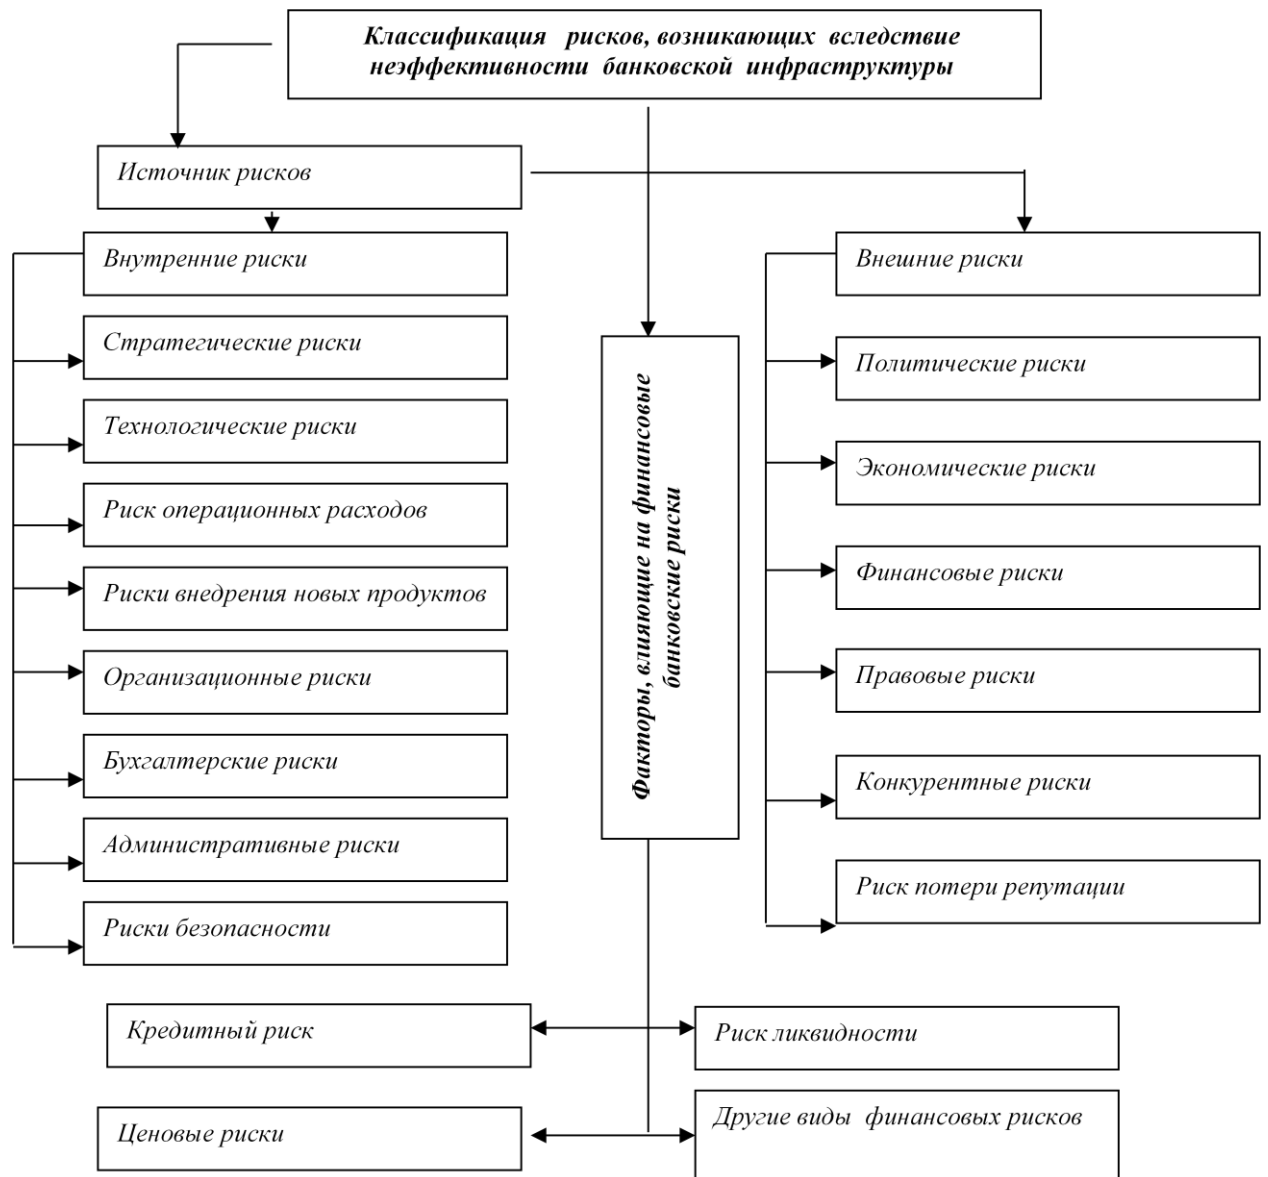 Классификация рисков, возникающих вследствие
неэффективности банковской инфраструктуры
Источник рисков
Внутренние риски
Стратегические риски
Технологические риски
Риск операционных расходов
Риски внедрения новых продуктов
Организационные риски
Бухгалтерские риски
Административные риски
Риски безопасности
Факторы, влияющие на финансовые
банковские риски
Внешние риски
Политические риски
Экономические риски
Финансовые риски
Правовые риски
Конкурентные риски
Риск потери репутации
Кредитный риск
Риск ликвидности
Ценовые риски
Другие виды финансовых рисков